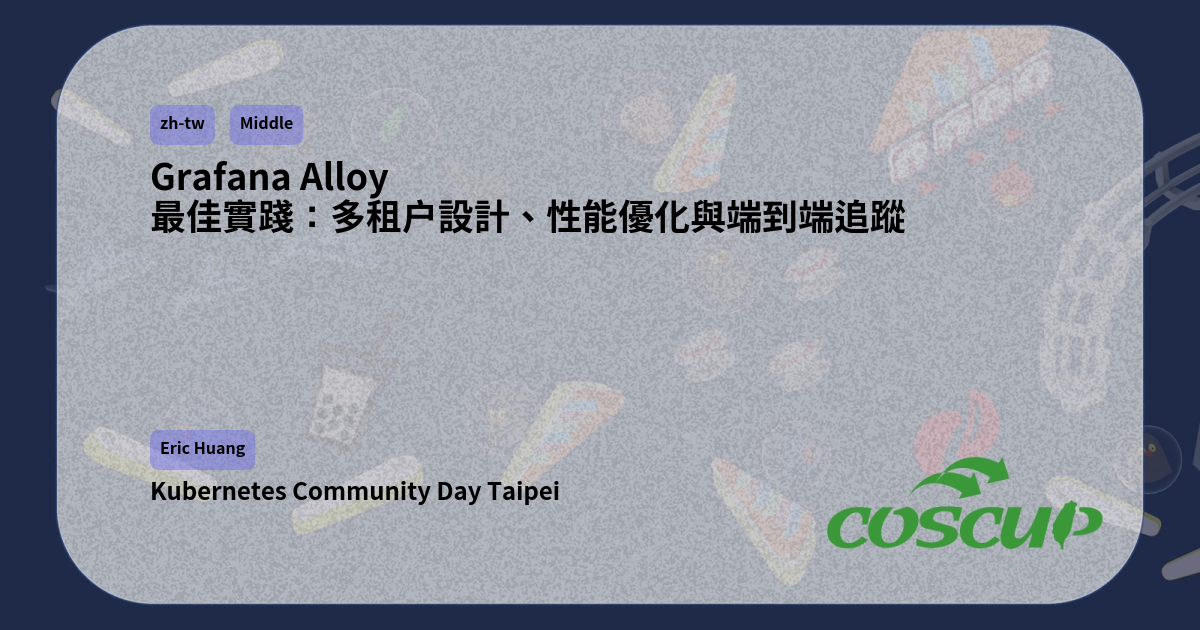 zh-tw Middle
Grafana Alloy
最佳實踐：多租户設計、性能優化與端到端追蹤
Eric Huang
Kubernetes Community Day Taipei
COSCUP